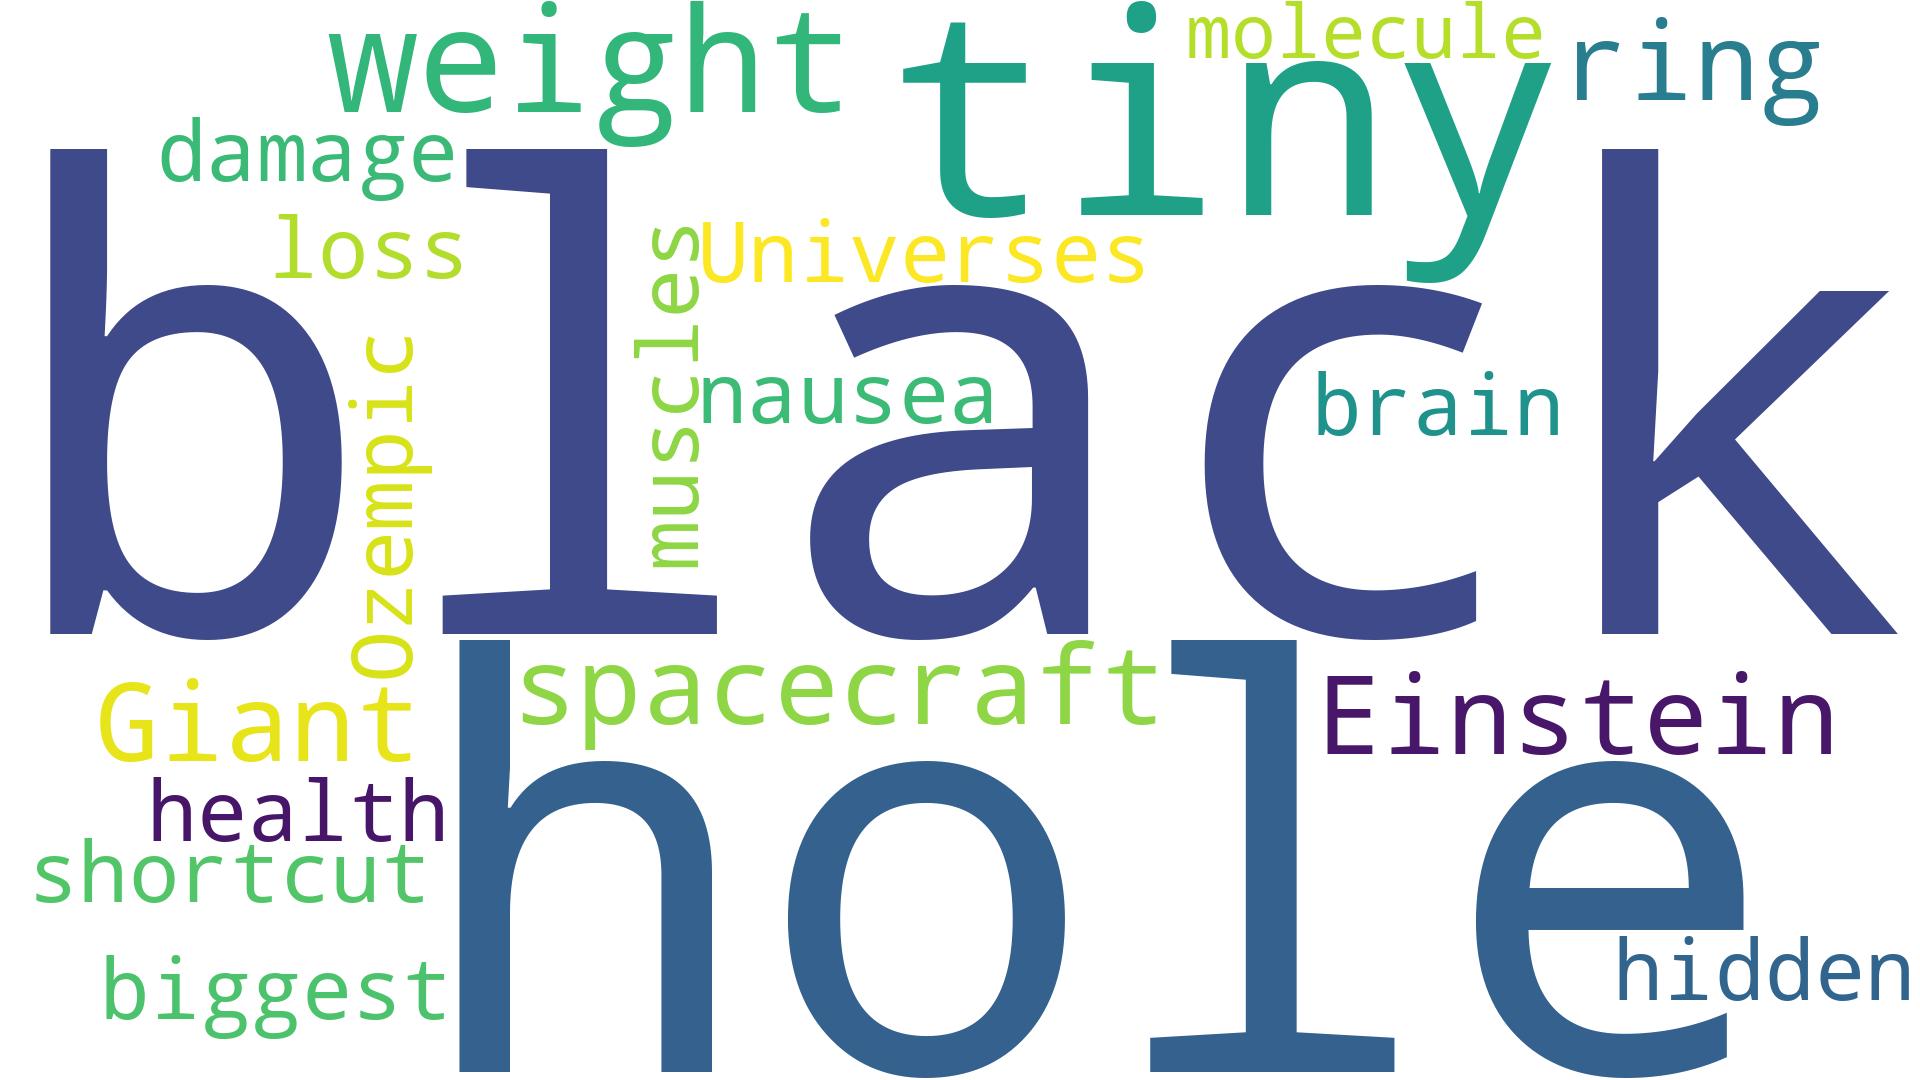 weight
tiny
molecule
ring
damage
black
loss
Universes
muscles
Ozempic
nausea
brain
hole
spacecraft
Einstein
Giant
health
shortcut
biggest
hidden